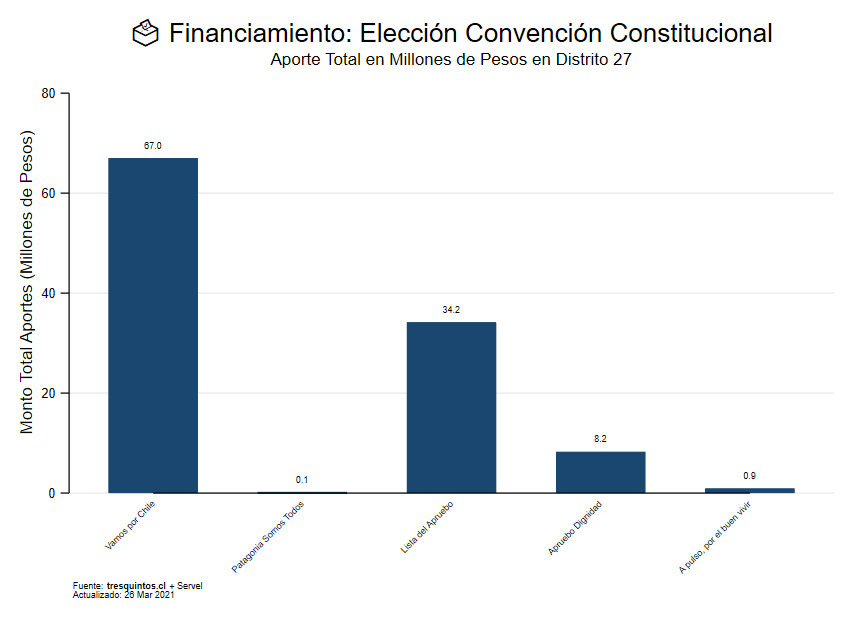 Financiamiento: Elección Convención Constitucional
Aporte Total en Millones de Pesos en Distrito 27
Monto Total Aportes (Millones de Pesos)
80
60
40
20
0
67.0
0.1
34.2
8.2
0.9
Vamos por Chile
Patagonia Somos Todos
Lista del Apruebo
Apruebo Dignidad
A pulso, por el buen vivir
Fuente: tresquintos.cl + Servel
Actualizado: 26 Mar 2021